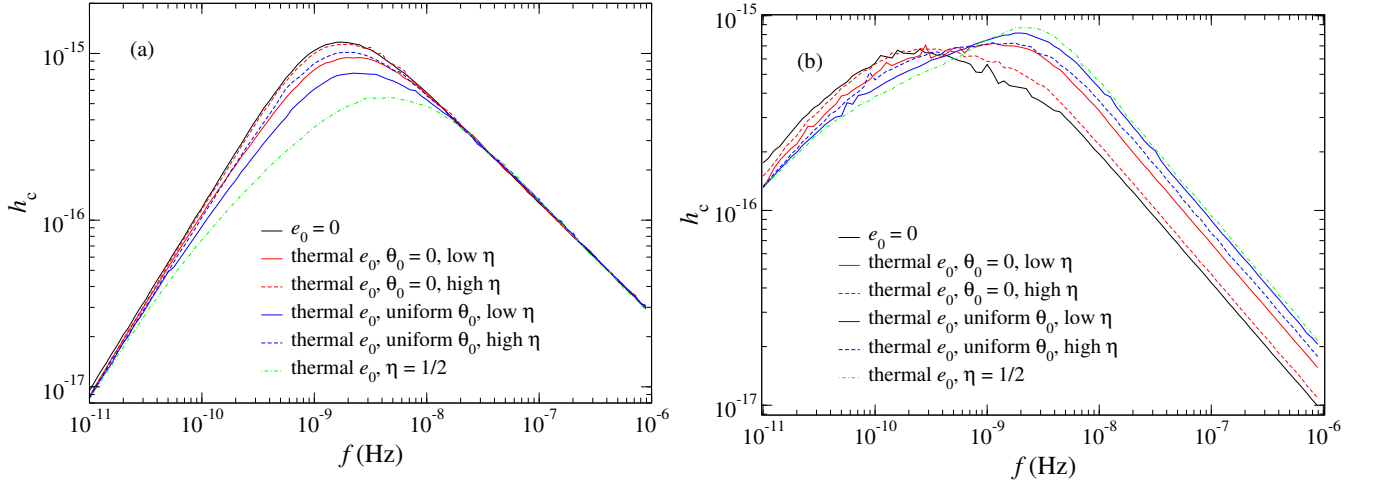 (a)
10^-15
10^-16
10^-17
h_c
e_0 = 0
thermal e_0, θ_0 = 0, low η
thermal e_0, θ_0 = 0, high η
thermal e_0, uniform θ_0, low η
thermal e_0, uniform θ_0, high η
thermal e_0, η = 1/2
10^-11 10^-10 10^-9 10^-8 10^-7 10^-6
f (Hz)
(b)
10^-15
10^-16
10^-17
h_c
e_0 = 0
thermal e_0, θ_0 = 0, low η
thermal e_0, θ_0 = 0, high η
thermal e_0, uniform θ_0, low η
thermal e_0, uniform θ_0, high η
thermal e_0, η = 1/2
10^-11 10^-10 10^-9 10^-8 10^-7 10^-6
f (Hz)